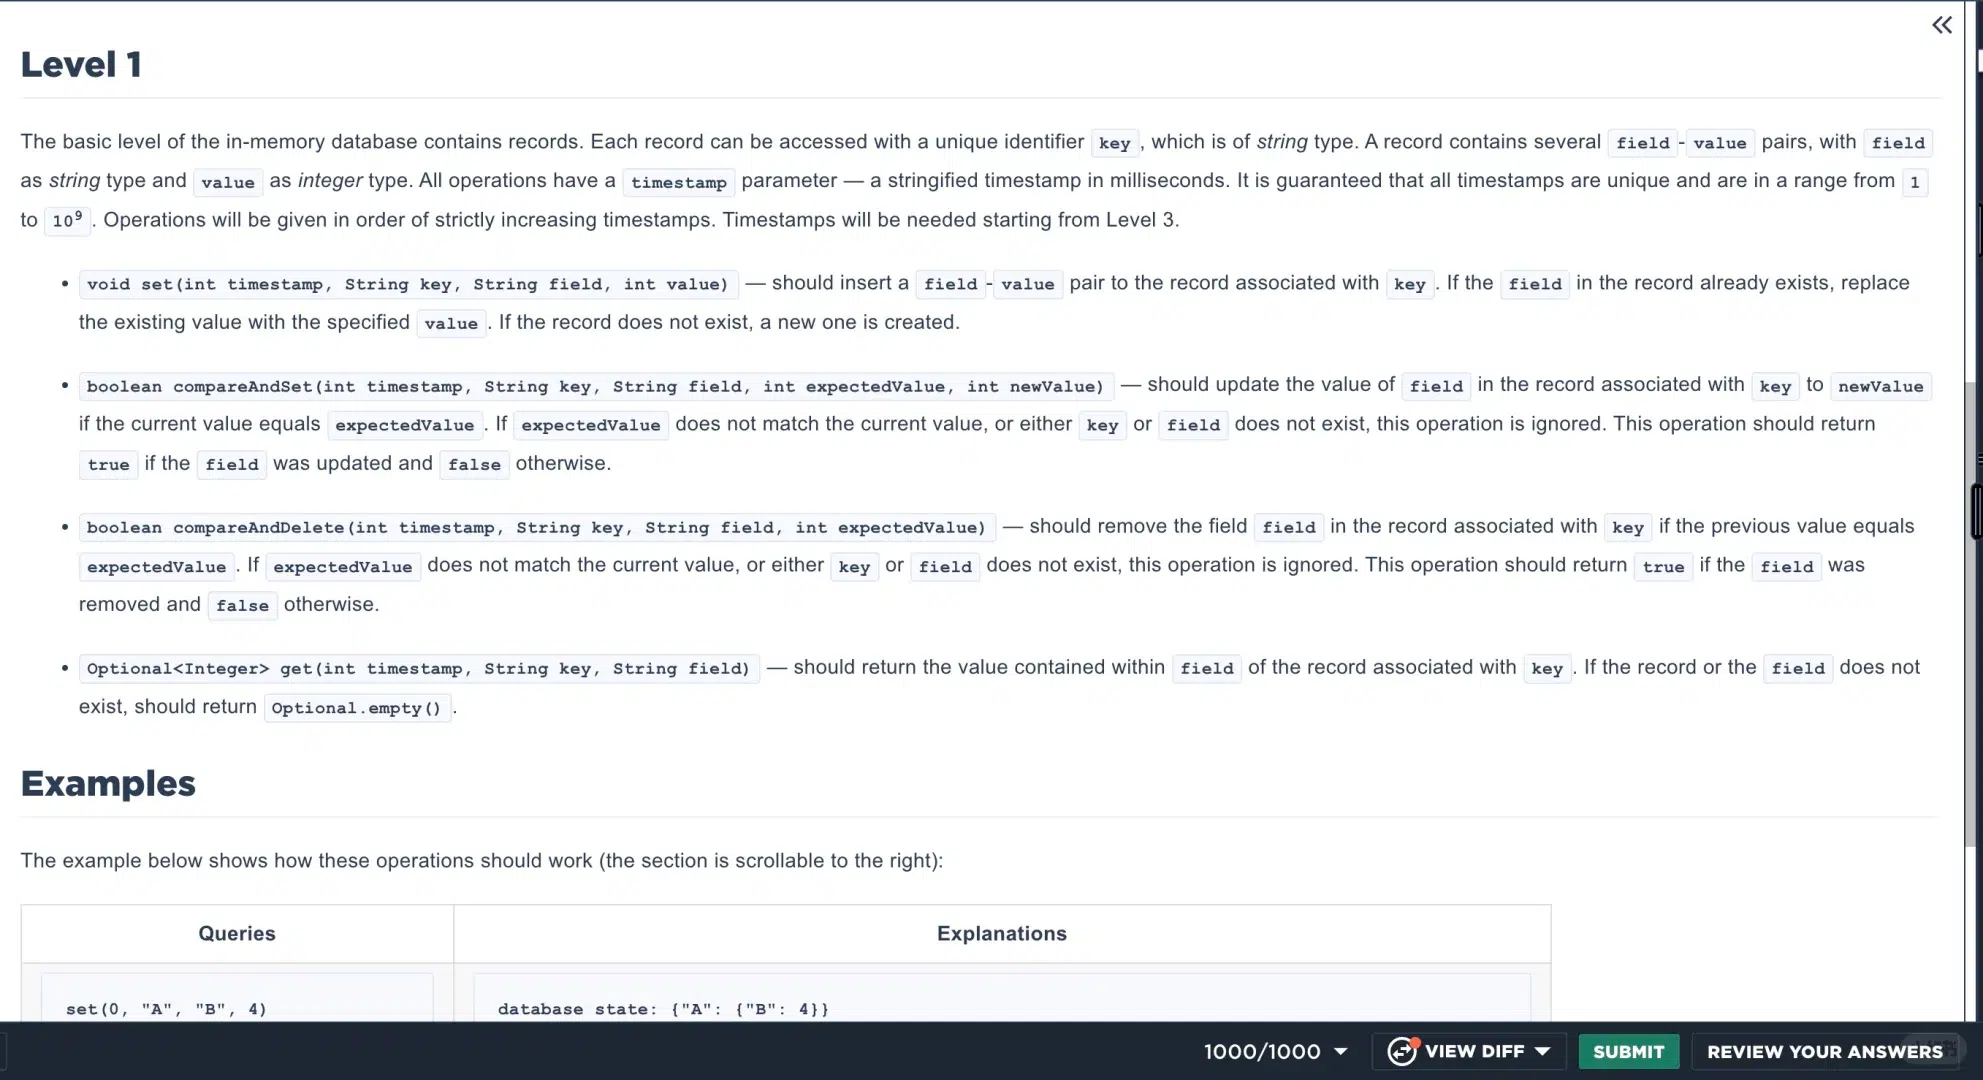 Level 1
The basic level of the in-memory database contains records. Each record can be accessed with a unique identifier key, which is of string type. A record contains several field-value pairs, with field
as string type and value as integer type. All operations have a timestamp parameter — a stringified timestamp in milliseconds. It is guaranteed that all timestamps are unique and are in a range from 1
to 10⁹. Operations will be given in order of strictly increasing timestamps. Timestamps will be needed starting from Level 3.
• void set(int timestamp, String key, String field, int value) — should insert a field-value pair to the record associated with key. If the field in the record already exists, replace
the existing value with the specified value. If the record does not exist, a new one is created.
• boolean compareAndSet(int timestamp, String key, String field, int expectedValue, int newValue) — should update the value of field in the record associated with key to newValue
if the current value equals expectedValue. If expectedValue does not match the current value, or either key or field does not exist, this operation is ignored. This operation should return
true if the field was updated and false otherwise.
• boolean compareAndDelete(int timestamp, String key, String field, int expectedValue) — should remove the field field in the record associated with key if the previous value equals
expectedValue. If expectedValue does not match the current value, or either key or field does not exist, this operation is ignored. This operation should return true if the field was
removed and false otherwise.
• Optional<Integer> get(int timestamp, String key, String field) — should return the value contained within field of the record associated with key. If the record or the field does not
exist, should return Optional.empty().
Examples
The example below shows how these operations should work (the section is scrollable to the right):
Queries Explanations
set(0, "A", "B", 4) database state: {"A": {"B": 4}}
1000/1000 VIEW DIFF SUBMIT REVIEW YOUR ANSWERS